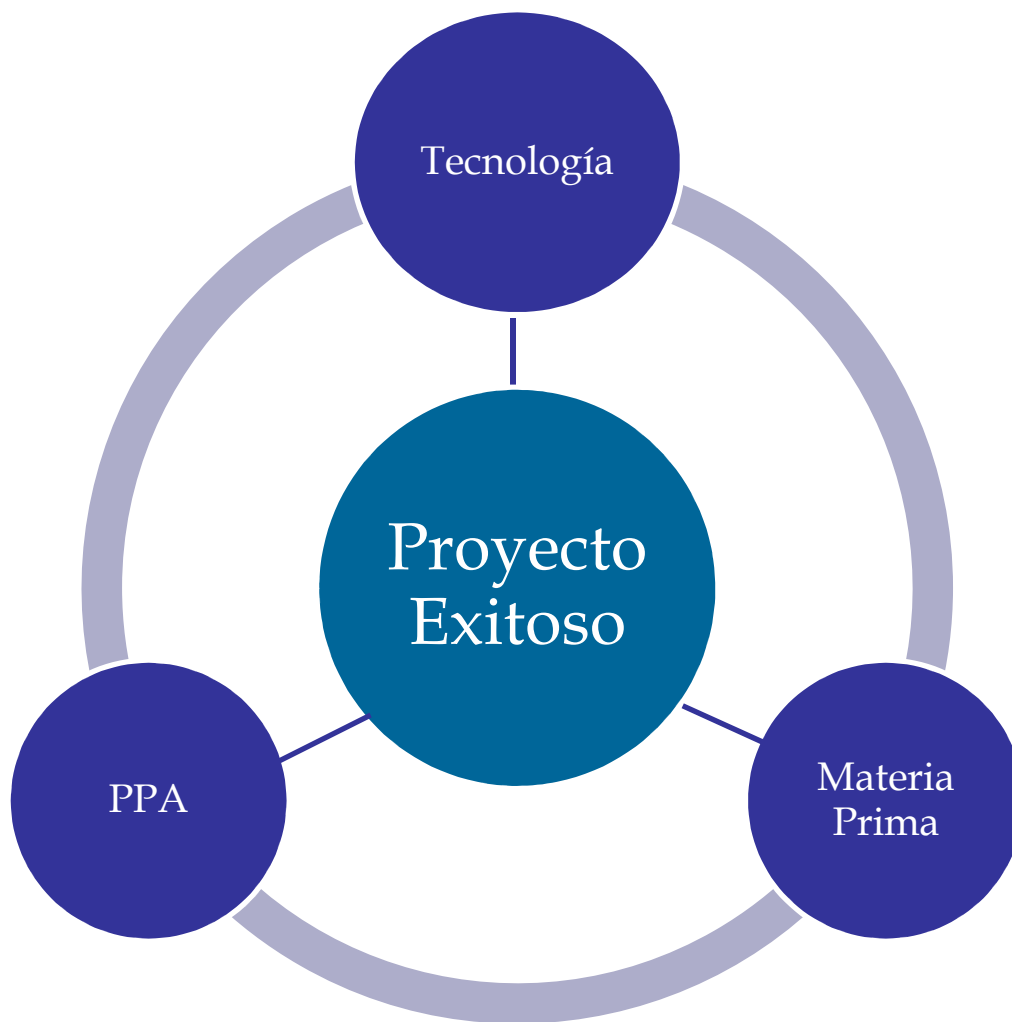 Tecnología
Proyecto
Exitoso
PPA
Materia
Prima